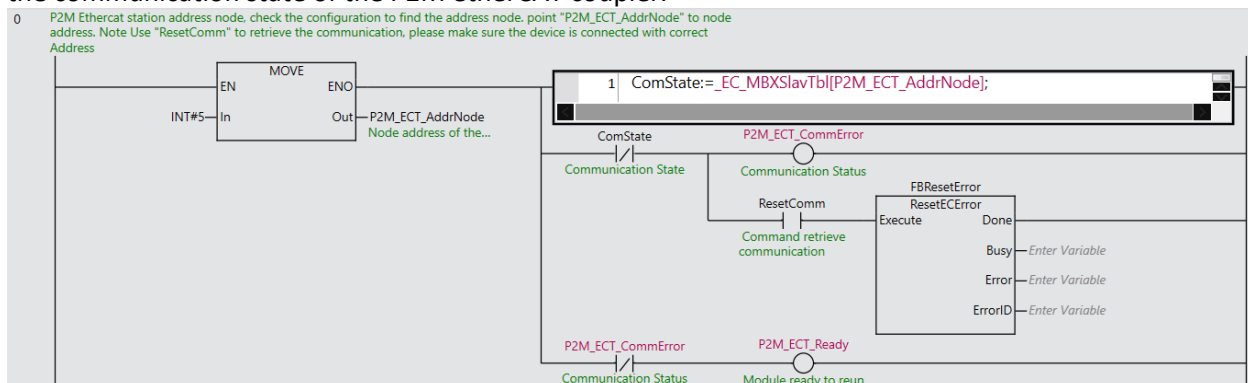 the communication state of the P2M EtherCAT coupler.
0
P2M Ethercat station address node, check the configuration to find the address node. point "P2M_ECT_AddrNode" to node
address. Note Use "ResetComm" to retrieve the communication, please make sure the device is connected with correct
Address
MOVE
EN ENO
INT#5 In Out P2M_ECT_AddrNode
Node address of the...
1 ComState:=_EC_MBXSlavTbl[P2M_ECT_AddrNode];
ComState P2M_ECT_CommError
Communication State Communication Status
FBResetError
ResetComm ResetECError
Execute Done
Command retrieve
communication
Busy Enter Variable
Error Enter Variable
ErrorID Enter Variable
P2M_ECT_CommError P2M_ECT_Ready
Communication Status Module ready to reup